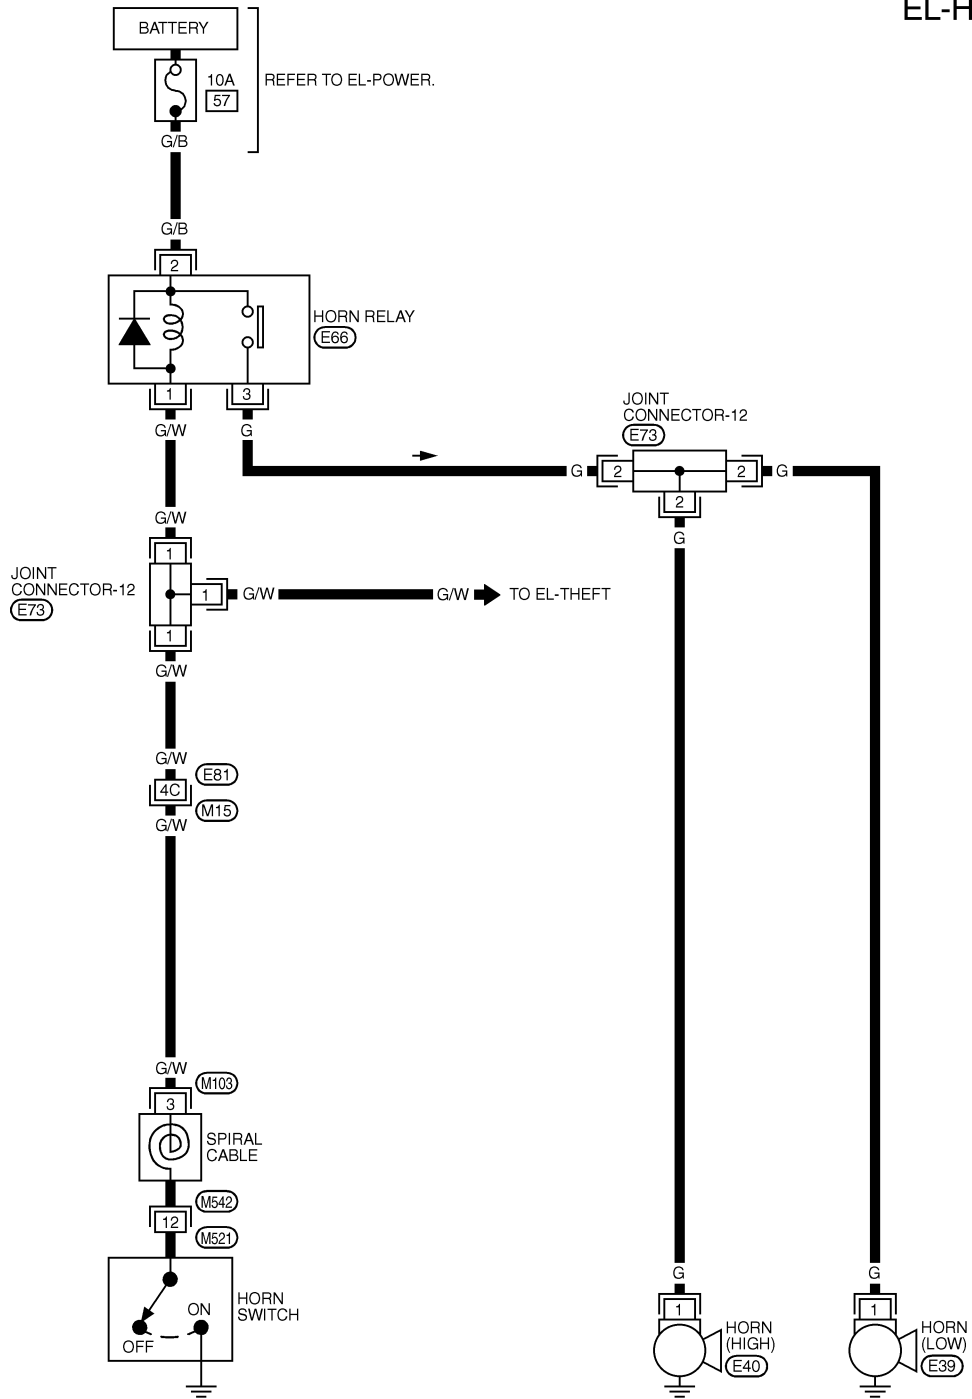 EL-H
BATTERY
10A
57
REFER TO EL-POWER.
G/B
G/B
2
HORN RELAY
E66
1
3
G/W
G
JOINT
CONNECTOR-12
E73
G
2
2
G
2
G
G/W
1
JOINT
CONNECTOR-12
E73
1
G/W
G/W
TO EL-THEFT
1
G/W
G/W
E81
4C
M15
G/W
G/W
M103
3
SPIRAL
CABLE
M542
12
M521
HORN
SWITCH
ON
OFF
G
1
HORN
(HIGH)
E40
G
1
HORN
(LOW)
E39